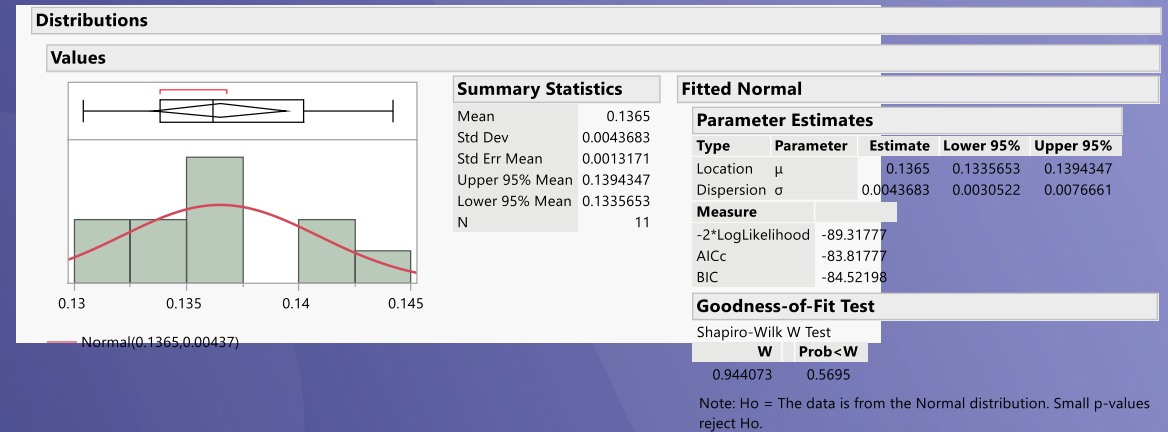 Distributions
Values
0.13 0.135 0.14 0.145
Normal(0.1365,0.00437)
Summary Statistics
Mean 0.1365
Std Dev 0.0043683
Std Err Mean 0.0013171
Upper 95% Mean 0.1394347
Lower 95% Mean 0.1335653
N 11
Fitted Normal
Parameter Estimates
Type Parameter Estimate Lower 95% Upper 95%
Location μ 0.1365 0.1335653 0.1394347
Dispersion σ 0.0043683 0.0030522 0.0076661
Measure
-2*LogLikelihood -89.31777
AICc -83.81777
BIC -84.52198
Goodness-of-Fit Test
Shapiro-Wilk W Test
W Prob<W
0.944073 0.5695
Note: Ho = The data is from the Normal distribution. Small p-values
reject Ho.